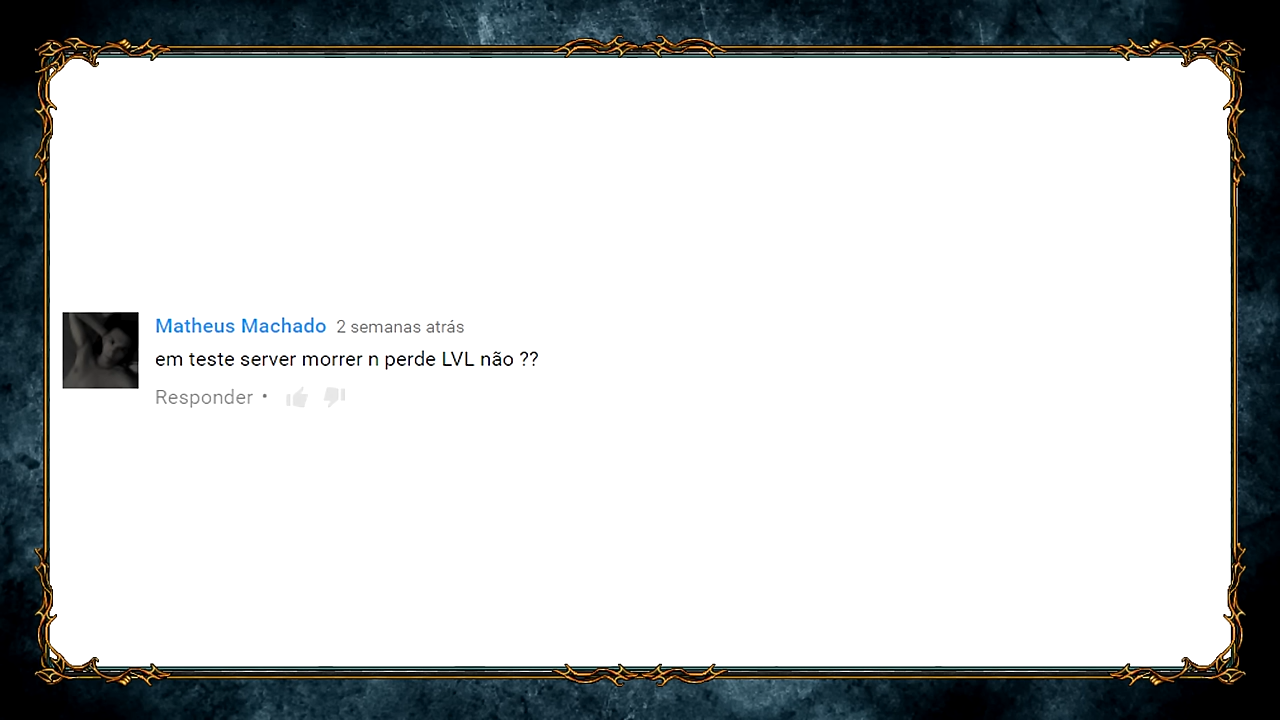 Matheus Machado 2 semanas atrás
em teste server morrer n perde LVL não ??
Responder •